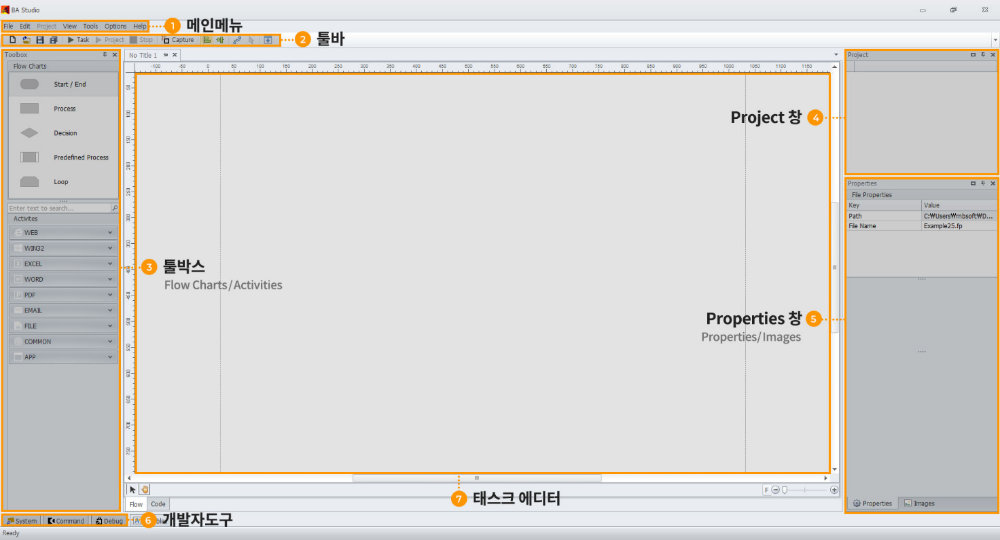 BA Studio
File Edit Project View Tools Options Help
1 메인메뉴
Task Project Stop Capture
2 툴바
Toolbox
Flow Charts
Start / End
Process
Decision
Predefined Process
Loop
Enter text to search...
Activites
WEB
WIN32
EXCEL
WORD
PDF
EMAIL
FILE
COMMON
APP
3 툴박스
Flow Charts/Activities
No Title 1
-100 -50 0 50 100 150 200 250 300 350 400 450 500 550 600 650 700 750 800 850 900 950 1000 1050 1100 1150
50
100
150
200
250
300
350
400
450
500
550
600
650
700
750
Project 창 4
Properties 창 5
Properties/Images
7 태스크 에디터
F
Flow Code
Project
Properties
File Properties
Key Value
Path C:₩Users₩mbsoft₩D...
File Name Example25.fp
Properties Images
System Command Debug
6 개발자도구
Ready